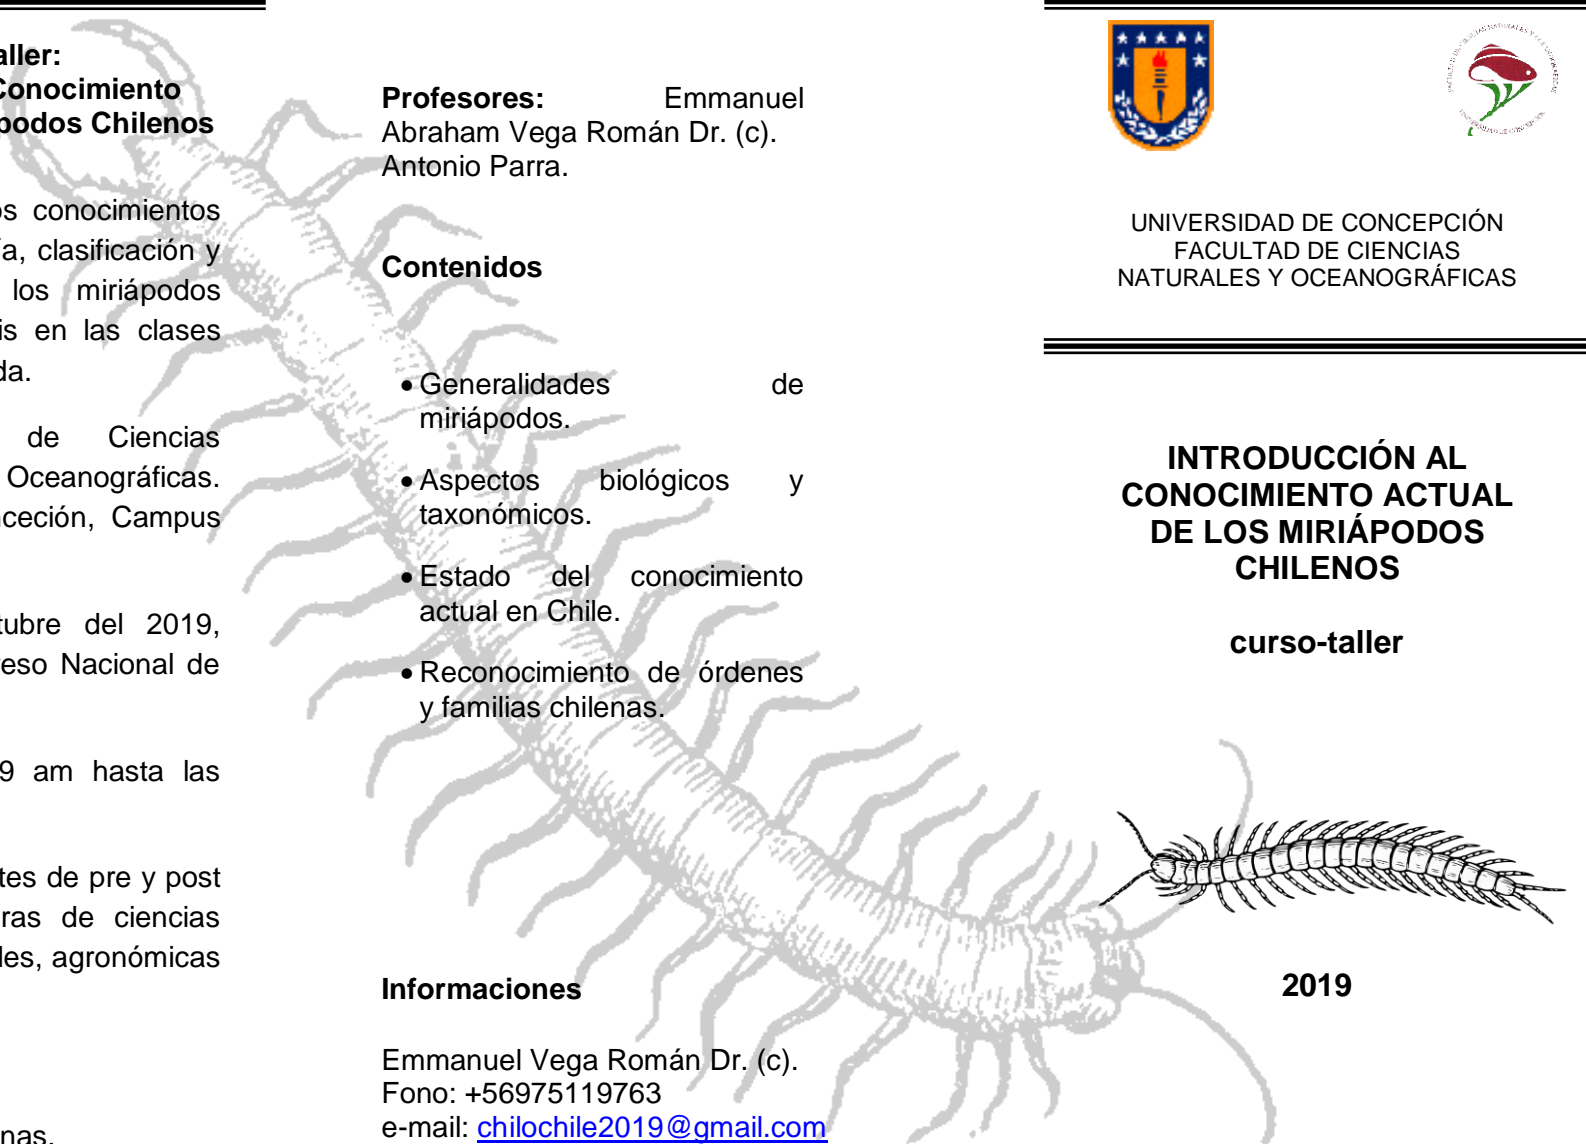 aller:
Conocimiento
podos Chilenos
os conocimientos
ía, clasificación y
los miriápodos
is en las clases
da.
de Ciencias
Oceanográficas.
nceción, Campus
tubre del 2019,
eso Nacional de
9 am hasta las
tes de pre y post
ras de ciencias
les, agronómicas
nas.
Profesores: Emmanuel
Abraham Vega Román Dr. (c).
Antonio Parra.
Contenidos
• Generalidades de
miriápodos.
• Aspectos biológicos y
taxonómicos.
• Estado del conocimiento
actual en Chile.
• Reconocimiento de órdenes
y familias chilenas.
Informaciones
Emmanuel Vega Román Dr. (c).
Fono: +56975119763
e-mail: chilochile2019@gmail.com
UNIVERSIDAD DE CONCEPCIÓN
FACULTAD DE CIENCIAS
NATURALES Y OCEANOGRÁFICAS
INTRODUCCIÓN AL
CONOCIMIENTO ACTUAL
DE LOS MIRIÁPODOS
CHILENOS
curso-taller
2019